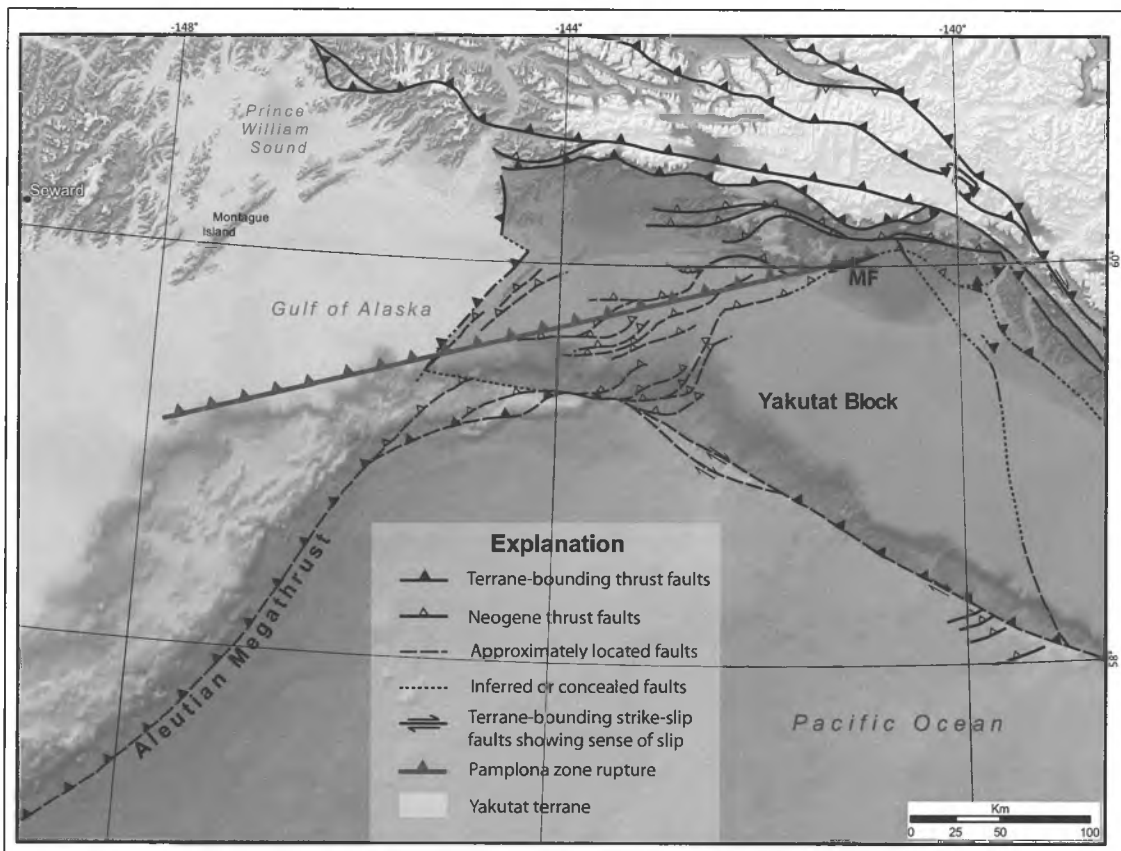 -148°
-144°
-140°
Prince
William
Sound
Soward
Montague
Island
60°
MF
Gulf of Alaska
Yakutat Block
Aleutian Megathrust
Explanation
Terrane-bounding thrust faults
Neogene thrust faults
Approximately located faults
Inferred or concealed faults
Terrane-bounding strike-slip
faults showing sense of slip
Pamplona zone rupture
Yakutat terrane
58°
Pacific Ocean
Km
0 25 50 100